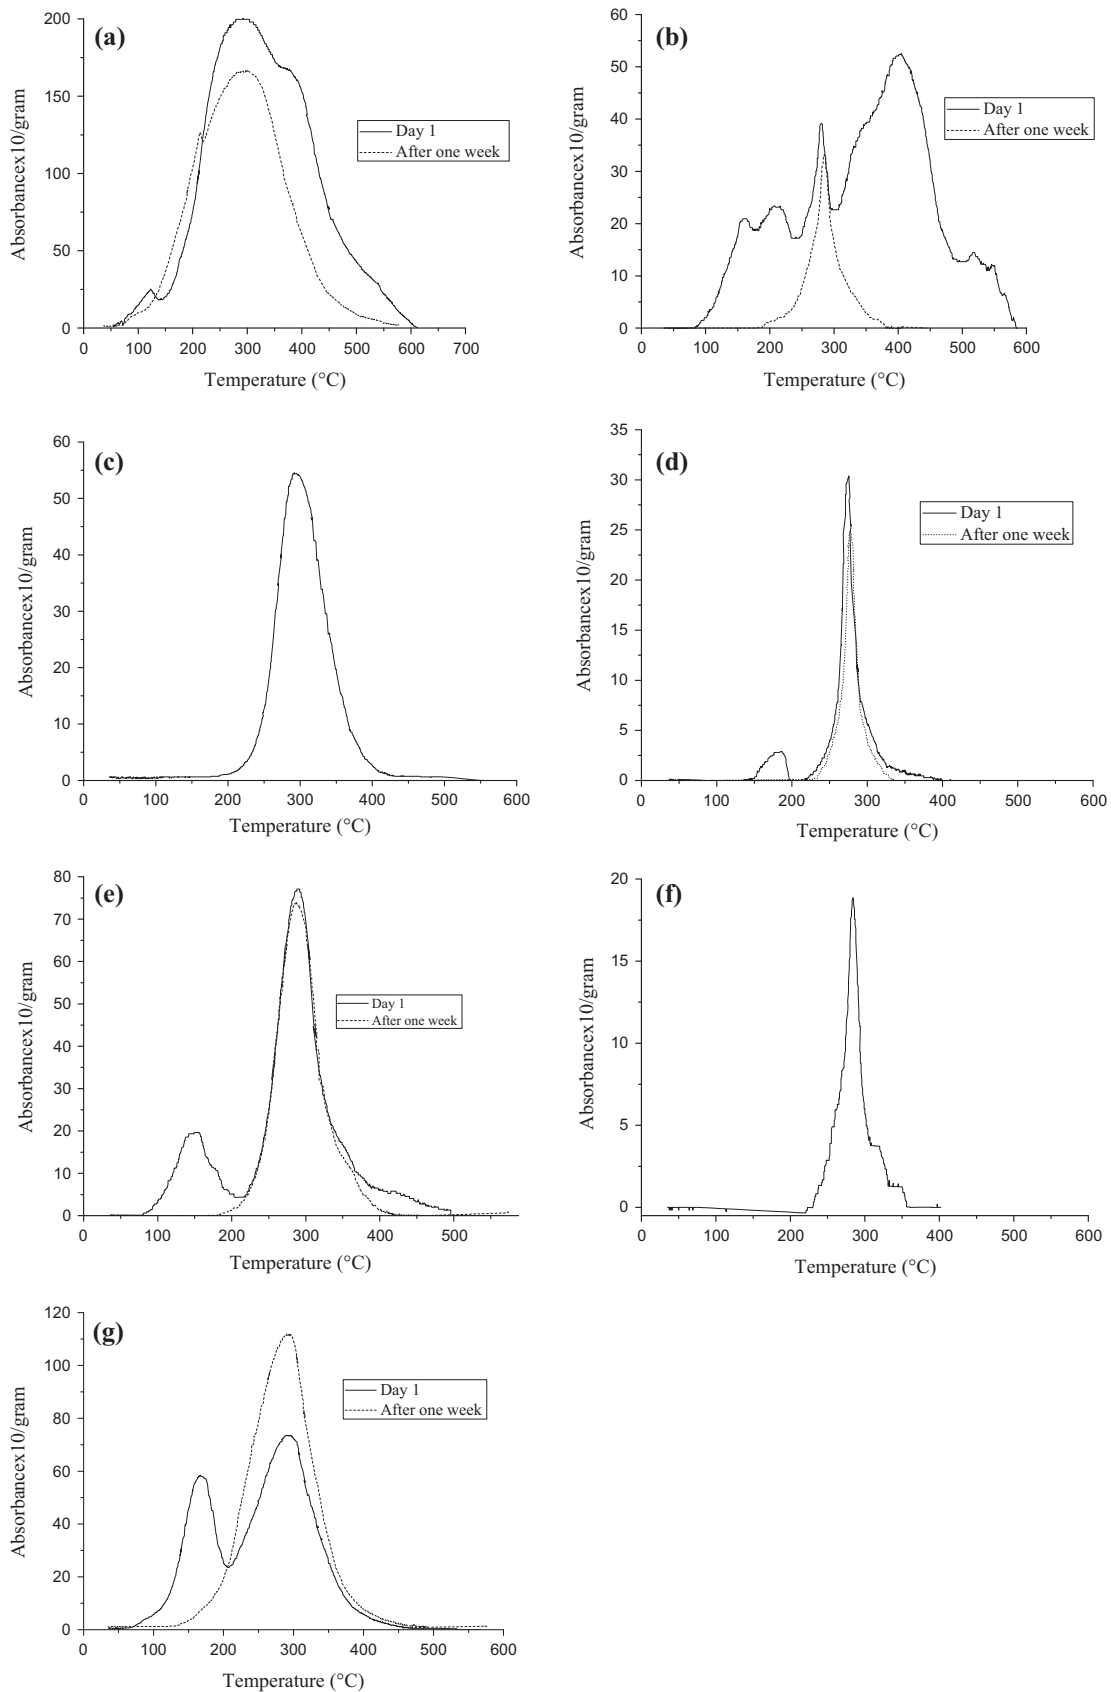 (a)
Absorbancex10/gram
200
150
100
50
0
0 100 200 300 400 500 600 700
Temperature (°C)
Day 1
After one week
(b)
Absorbancex10/gram
60
50
40
30
20
10
0
100 200 300 400 500 600
Temperature (°C)
Day 1
After one week
(c)
Absorbancex10/gram
60
50
40
30
20
10
0
0 100 200 300 400 500 600
Temperature (°C)
(d)
Absorbancex10/gram
35
30
25
20
15
10
5
0
0 100 200 300 400 500 600
Temperature (°C)
Day 1
After one week
(e)
Absorbancex10/gram
80
70
60
50
40
30
20
10
0
0 100 200 300 400 500
Temperature (°C)
Day 1
After one week
(f)
Absorbancex10/gram
20
15
10
5
0
0 100 200 300 400 500 600
Temperature (°C)
(g)
Absorbancex10/gram
120
100
80
60
40
20
0
0 100 200 300 400 500 600
Temperature (°C)
Day 1
After one week